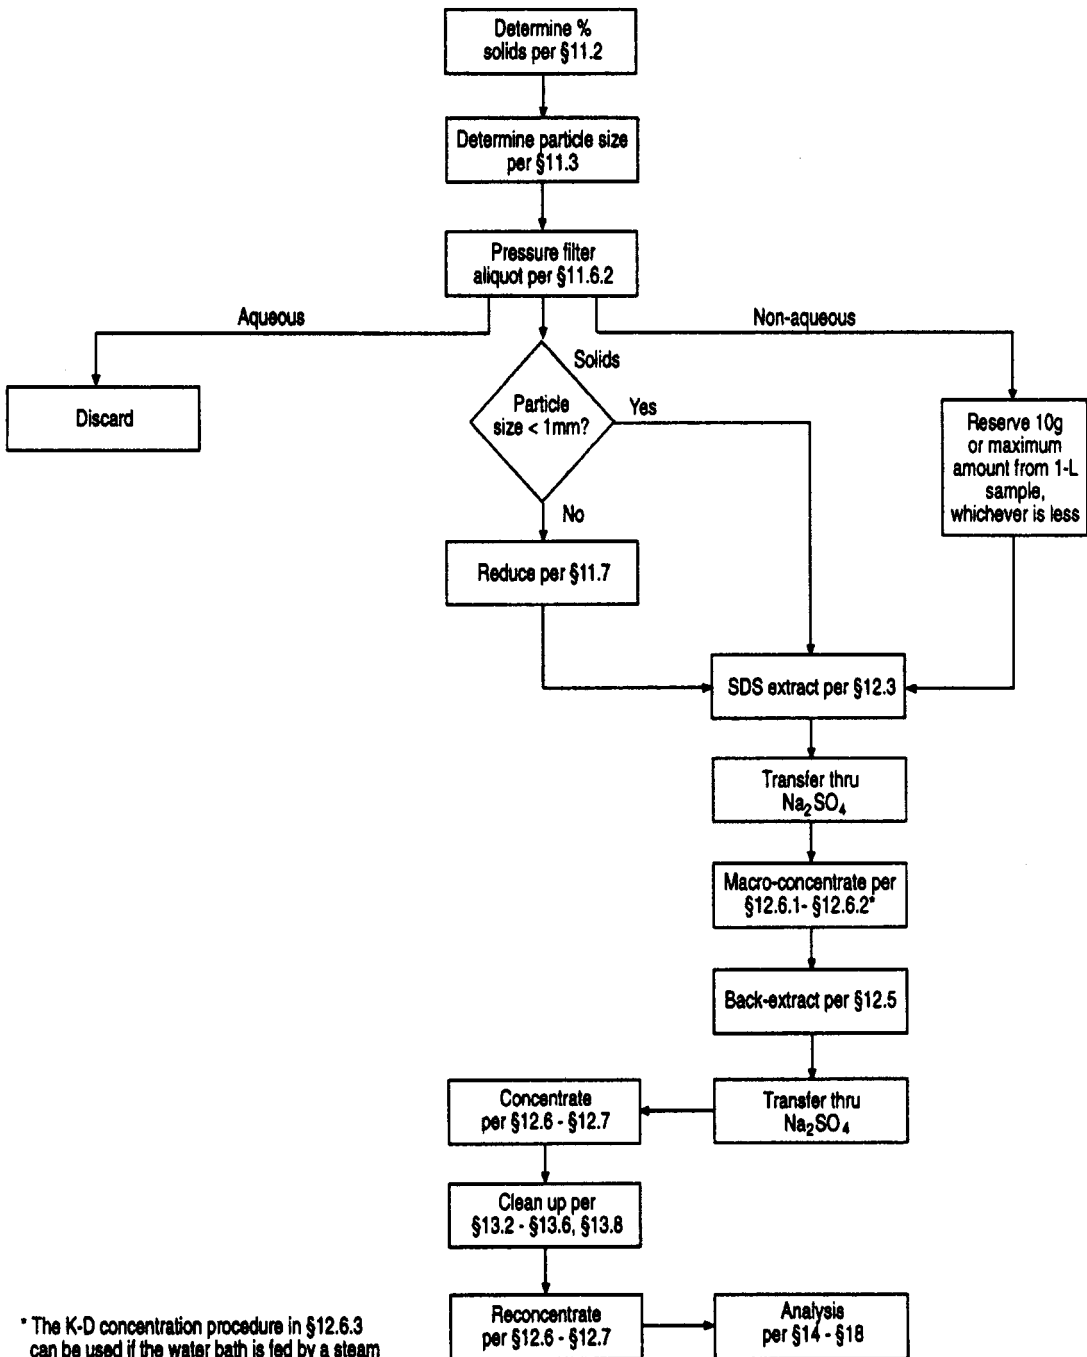 Determine %
solids per §11.2
Determine particle size
per §11.3
Pressure filter
aliquot per §11.6.2
Aqueous
Non-aqueous
Solids
Discard
Particle
size < 1mm?
Yes
No
Reserve 10g
or maximum
amount from 1-L
sample,
whichever is less
Reduce per §11.7
SDS extract per §12.3
Transfer thru
Na₂SO₄
Macro-concentrate per
§12.6.1- §12.6.2*
Back-extract per §12.5
Transfer thru
Na₂SO₄
Concentrate
per §12.6 - §12.7
Clean up per
§13.2 - §13.6, §13.8
Reconcentrate
per §12.6 - §12.7
Analysis
per §14 - §18
* The K-D concentration procedure in §12.6.3
can be used if the water bath is fed by a steam